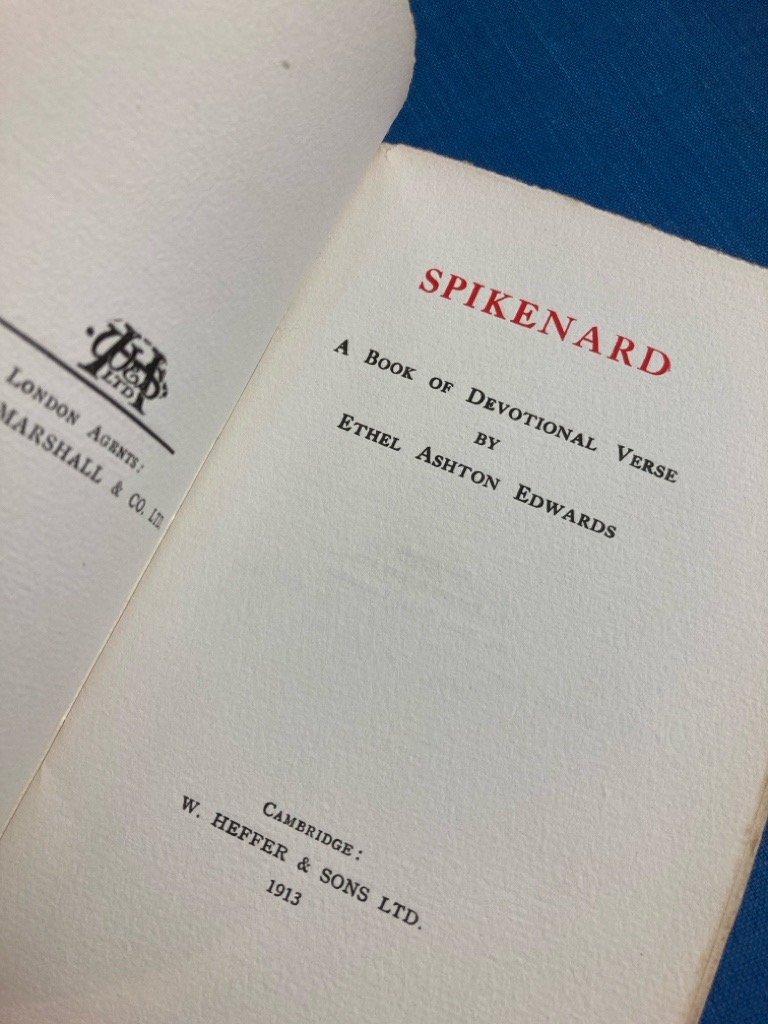 LTD
LONDON AGENTS:
MARSHALL & CO. LTD.
SPIKENARD
A BOOK OF DEVOTIONAL VERSE
BY
ETHEL ASHTON EDWARDS
CAMBRIDGE:
W. HEFFER & SONS LTD.
1913